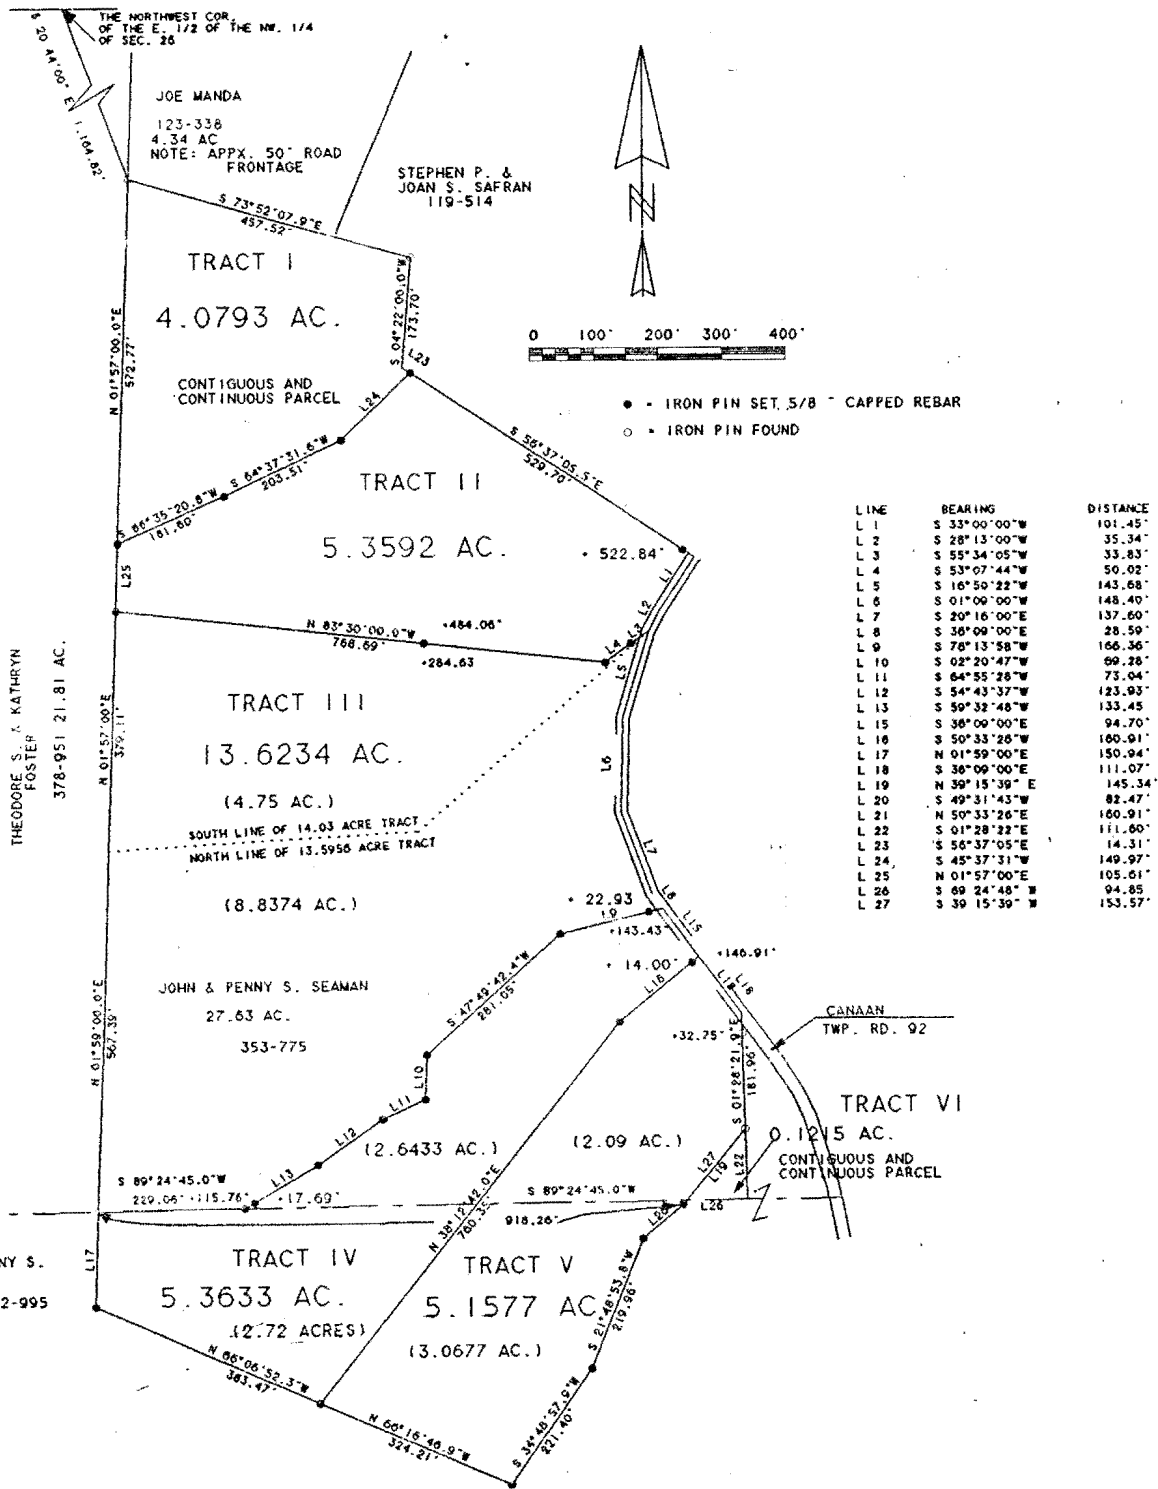 THE NORTHWEST COR.
OF THE E. 1/2 OF THE NW. 1/4
OF SEC. 26
S 20 44'00" E 1,164.82'
JOE MANDA
123-338
4.34 AC
NOTE: APPX. 50' ROAD
FRONTAGE
STEPHEN P. &
JOAN S. SAFRAN
119-514
N
S 73°52'07.9"E
457.52'
TRACT I
4.0793 AC.
S 04°22'00.0"W
173.70'
L23
N 01°57'00.0"E
572.77'
CONTIGUOUS AND
CONTINUOUS PARCEL
L24
0 100' 200' 300' 400'
● - IRON PIN SET, 5/8 " CAPPED REBAR
○ - IRON PIN FOUND
S 56°37'05.5"E
529.70'
S 64°37'31.6"W
203.51'
S 66°35'20.8"W
181.60'
TRACT II
5.3592 AC.
+ 522.84'
L25
L1
L2
L3
L4
L5
N 83°30'00.0"W
768.69'
+484.06'
+284.63
LINE BEARING DISTANCE
L 1 S 33°00'00"W 101.45'
L 2 S 28°13'00"W 35.34'
L 3 S 55°34'05"W 33.83'
L 4 S 53°07'44"W 50.02'
L 5 S 16°50'22"W 143.68'
L 6 S 01°09'00"W 148.40'
L 7 S 20°16'00"E 137.60'
L 8 S 36°09'00"E 28.59'
L 9 S 76°13'58"W 166.36'
L 10 S 02°20'47"W 69.28'
L 11 S 64°55'28"W 73.04'
L 12 S 54°43'37"W 123.93'
L 13 S 59°32'48"W 133.45
L 15 S 36°09'00"E 94.70'
L 16 S 50°33'26"W 160.91'
L 17 N 01°59'00"E 150.94'
L 18 S 36°09'00"E 111.07'
L 19 N 39°15'39" E 145.34'
L 20 S 49°31'43"W 82.47'
L 21 N 50°33'26"E 160.91'
L 22 S 01°28'22"E 111.60'
L 23 S 56°37'05"E 14.31'
L 24 S 45°37'31"W 149.97'
L 25 N 01°57'00"E 105.61'
L 26 S 69 24'48" W 94.85
L 27 S 39 15'39" W 153.57'
THEODORE S. & KATHRYN
FOSTER
378-951 21.81 AC.
N 01°57'00"E
379.11'
TRACT III
13.6234 AC.
(4.75 AC.)
SOUTH LINE OF 14.03 ACRE TRACT
NORTH LINE OF 13.5956 ACRE TRACT
L6
L7
L8
L15
(8.8374 AC.)
+ 22.93
L9
+143.43'
+ 14.00'
+146.91'
L16
L18
L18
JOHN & PENNY S. SEAMAN
27.63 AC.
353-775
S 47°49'42.4"W
281.05'
N 01°59'00.0"E
567.39'
CANAAN
TWP. RD. 92
+32.75'
S 01°28'21.9"E
181.96'
L10
L11
L12
L13
TRACT VI
0.1215 AC.
CONTIGUOUS AND
CONTINUOUS PARCEL
(2.6433 AC.)
(2.09 AC.)
L27
L19
L22
S 89°24'45.0"W
229.06' +115.76'
+17.69'
S 89°24'45.0"W
918.26'
L26
N 38°12'42.0"E
760.35'
L17
NY S.
2-995
TRACT IV
5.3633 AC.
(2.72 ACRES)
TRACT V
5.1577 AC
(3.0677 AC.)
S 21°48'53.8"W
219.96'
N 66°06'52.3"W
383.47'
N 66°16'46.9"W
324.21'
S 34°48'57.9"W
221.40'